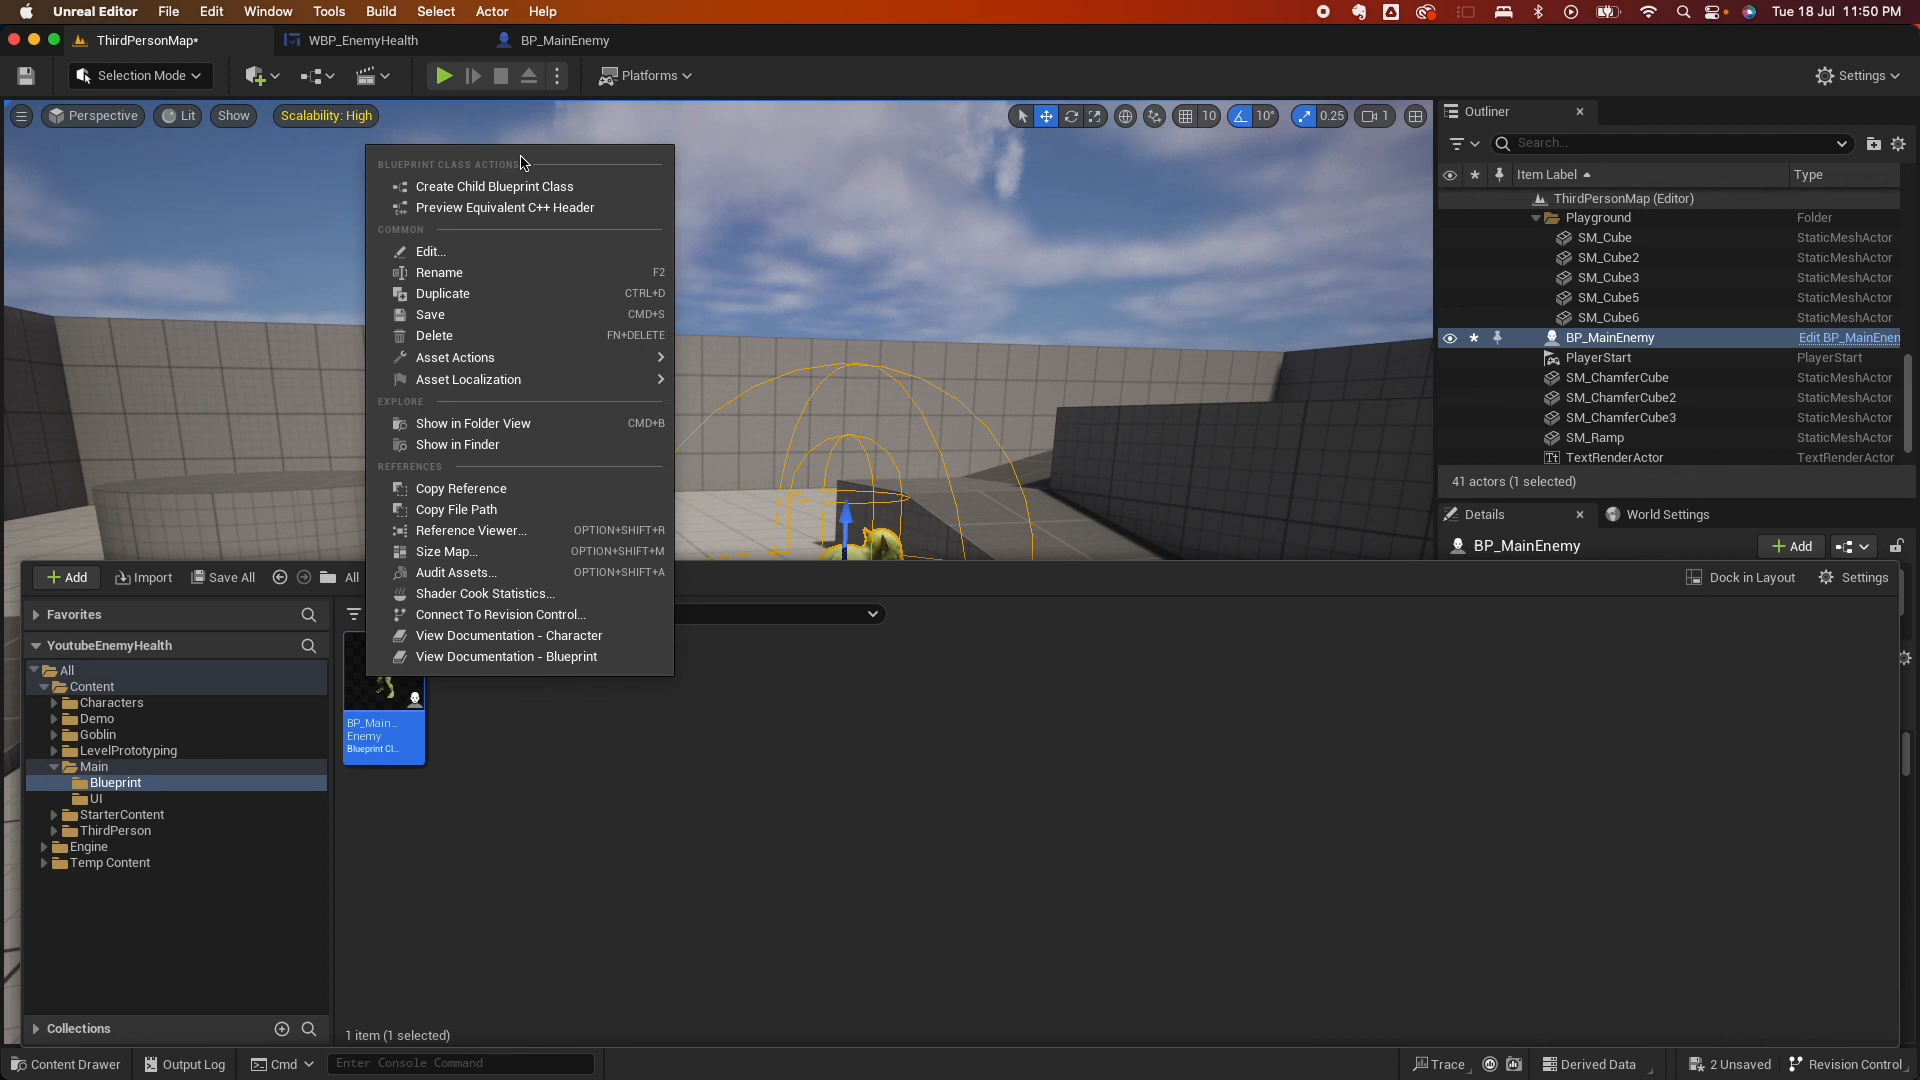 Unreal Editor File Edit Window Tools Build Select Actor Help
Tue 18 Jul 11:50 PM
ThirdPersonMap* WBP_EnemyHealth BP_MainEnemy
Selection Mode Platforms Settings
Perspective Lit Show Scalability: High 10 10° 0.25 1
Outliner
Search...
Item Label Type
ThirdPersonMap (Editor)
Playground Folder
SM_Cube StaticMeshActor
SM_Cube2 StaticMeshActor
SM_Cube3 StaticMeshActor
SM_Cube5 StaticMeshActor
SM_Cube6 StaticMeshActor
BP_MainEnemy Edit BP_MainEnen
PlayerStart PlayerStart
SM_ChamferCube StaticMeshActor
SM_ChamferCube2 StaticMeshActor
SM_ChamferCube3 StaticMeshActor
SM_Ramp StaticMeshActor
TextRenderActor TextRenderActor
41 actors (1 selected)
Details World Settings
BP_MainEnemy Add
BLUEPRINT CLASS ACTIONS
Create Child Blueprint Class
Preview Equivalent C++ Header
COMMON
Edit...
Rename F2
Duplicate CTRL+D
Save CMD+S
Delete FN+DELETE
Asset Actions
Asset Localization
EXPLORE
Show in Folder View CMD+B
Show in Finder
REFERENCES
Copy Reference
Copy File Path
Reference Viewer... OPTION+SHIFT+R
Size Map... OPTION+SHIFT+M
Audit Assets... OPTION+SHIFT+A
Shader Cook Statistics...
Connect To Revision Control...
View Documentation - Character
View Documentation - Blueprint
Add Import Save All All Dock in Layout Settings
Favorites
YoutubeEnemyHealth
All
Content
Characters
Demo
Goblin
LevelPrototyping
Main
Blueprint
UI
StarterContent
ThirdPerson
Engine
Temp Content
Collections
BP_Main...
Enemy
Blueprint Cl...
1 item (1 selected)
Content Drawer Output Log Cmd Enter Console Command Trace Derived Data 2 Unsaved Revision Control